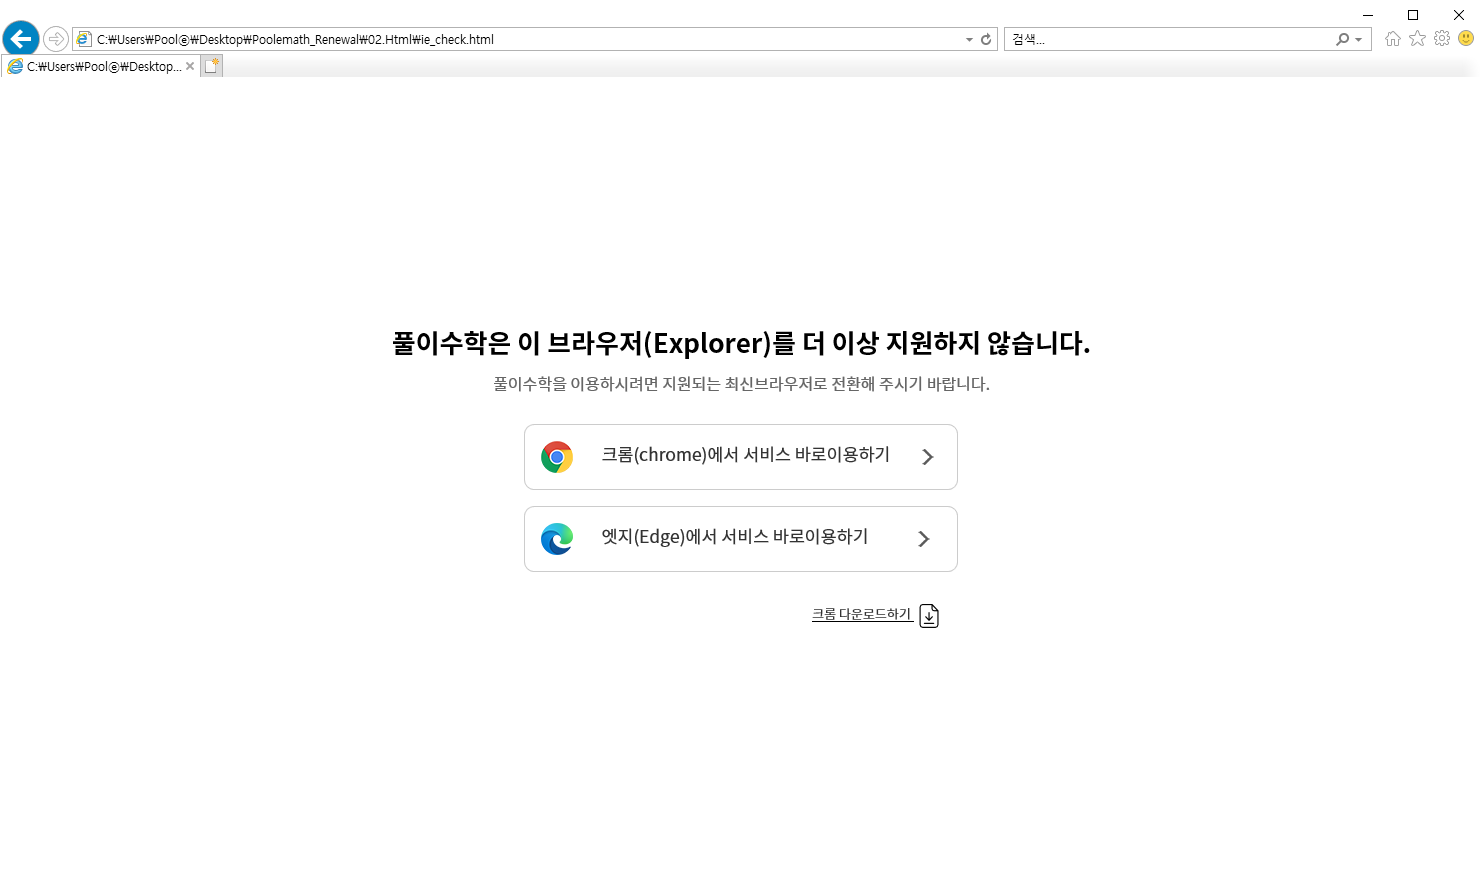 C:₩Users₩Poolⓔ₩Desktop₩Poolemath_Renewal₩02.Html₩ie_check.html
검색...
C:₩Users₩Poolⓔ₩Desktop...
풀이수학은 이 브라우저(Explorer)를 더 이상 지원하지 않습니다.
풀이수학을 이용하시려면 지원되는 최신브라우저로 전환해 주시기 바랍니다.
크롬(chrome)에서 서비스 바로이용하기
엣지(Edge)에서 서비스 바로이용하기
크롬 다운로드하기